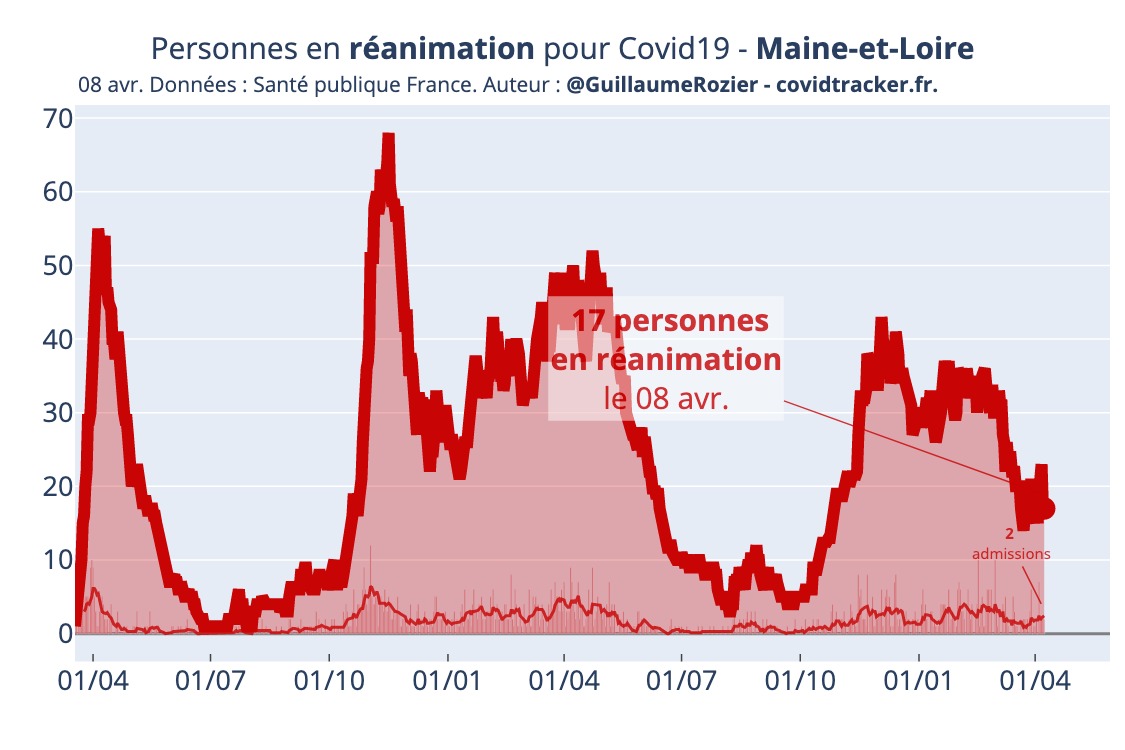 Personnes en réanimation pour Covid19 - Maine-et-Loire
08 avr. Données : Santé publique France. Auteur : @GuillaumeRozier - covidtracker.fr.
70
60
50
40
30
20
10
0
17 personnes
en réanimation
le 08 avr.
2
admissions
01/04 01/07 01/10 01/01 01/04 01/07 01/10 01/01 01/04